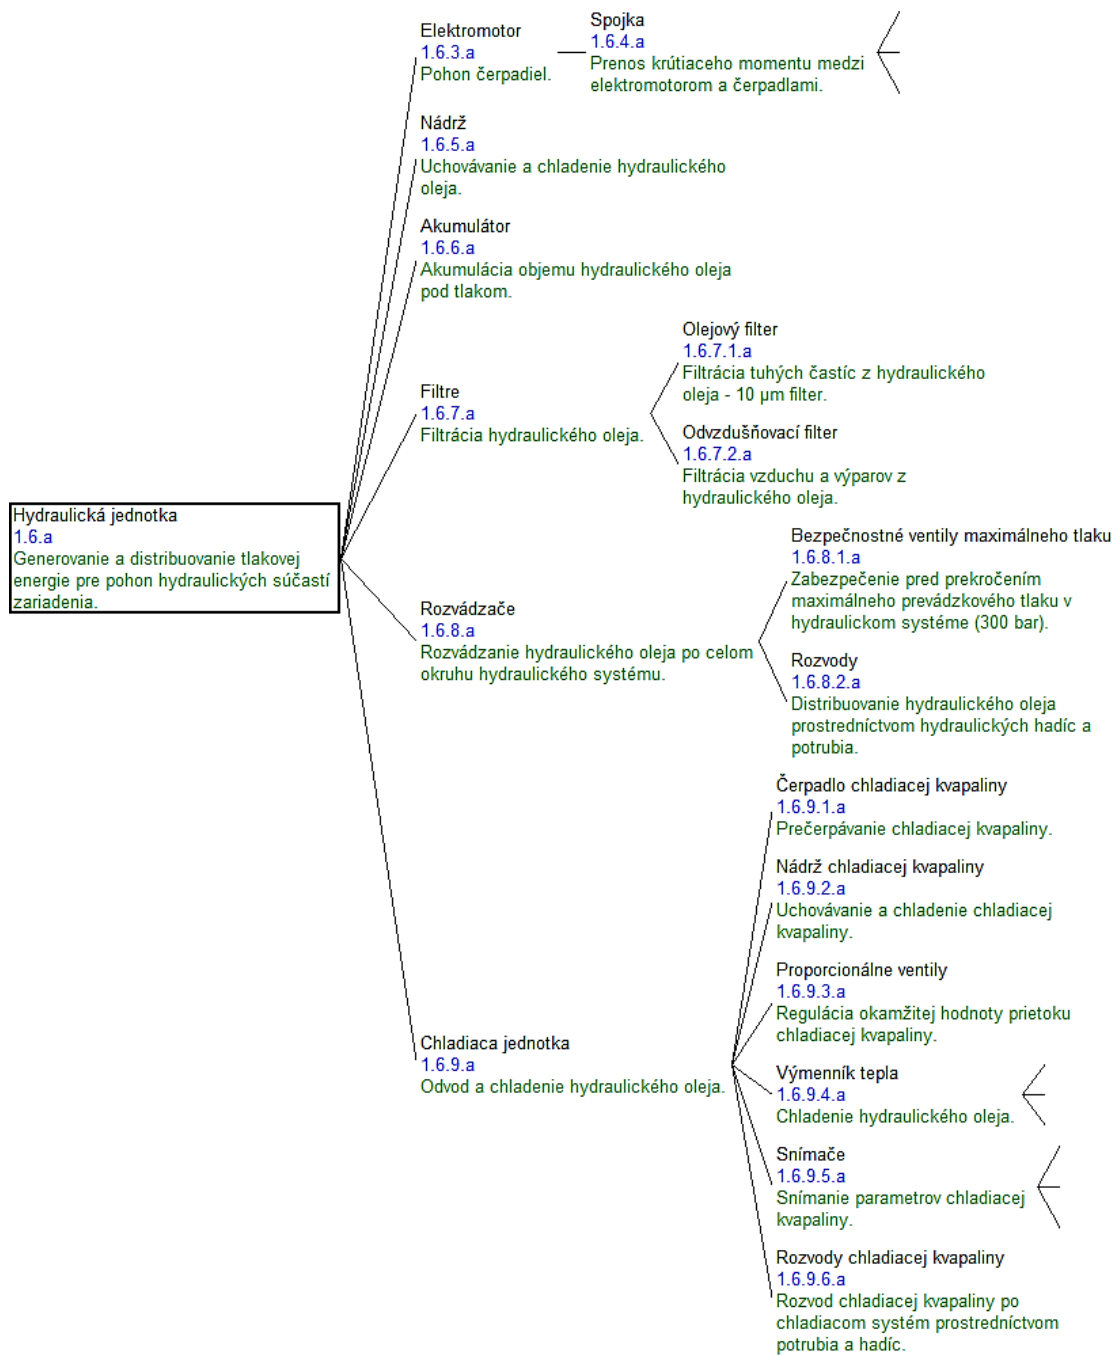 Elektromotor
1.6.3.a
Pohon čerpadiel.
Spojka
1.6.4.a
Prenos krútiaceho momentu medzi
elektromotorom a čerpadlami.
Nádrž
1.6.5.a
Uchovávanie a chladenie hydraulického
oleja.
Akumulátor
1.6.6.a
Akumulácia objemu hydraulického oleja
pod tlakom.
Filtre
1.6.7.a
Filtrácia hydraulického oleja.
Olejový filter
1.6.7.1.a
Filtrácia tuhých častíc z hydraulického
oleja - 10 µm filter.
Odvzdušňovací filter
1.6.7.2.a
Filtrácia vzduchu a výparov z
hydraulického oleja.
Hydraulická jednotka
1.6.a
Generovanie a distribuovanie tlakovej
energie pre pohon hydraulických súčastí
zariadenia.
Rozvádzače
1.6.8.a
Rozvádzanie hydraulického oleja po celom
okruhu hydraulického systému.
Bezpečnostné ventily maximálneho tlaku
1.6.8.1.a
Zabezpečenie pred prekročením
maximálneho prevádzkového tlaku v
hydraulickom systéme (300 bar).
Rozvody
1.6.8.2.a
Distribuovanie hydraulického oleja
prostredníctvom hydraulických hadíc a
potrubia.
Chladiaca jednotka
1.6.9.a
Odvod a chladenie hydraulického oleja.
Čerpadlo chladiacej kvapaliny
1.6.9.1.a
Prečerpávanie chladiacej kvapaliny.
Nádrž chladiacej kvapaliny
1.6.9.2.a
Uchovávanie a chladenie chladiacej
kvapaliny.
Proporcionálne ventily
1.6.9.3.a
Regulácia okamžitej hodnoty prietoku
chladiacej kvapaliny.
Výmenník tepla
1.6.9.4.a
Chladenie hydraulického oleja.
Snímače
1.6.9.5.a
Snímanie parametrov chladiacej
kvapaliny.
Rozvody chladiacej kvapaliny
1.6.9.6.a
Rozvod chladiacej kvapaliny po
chladiacom systém prostredníctvom
potrubia a hadíc.